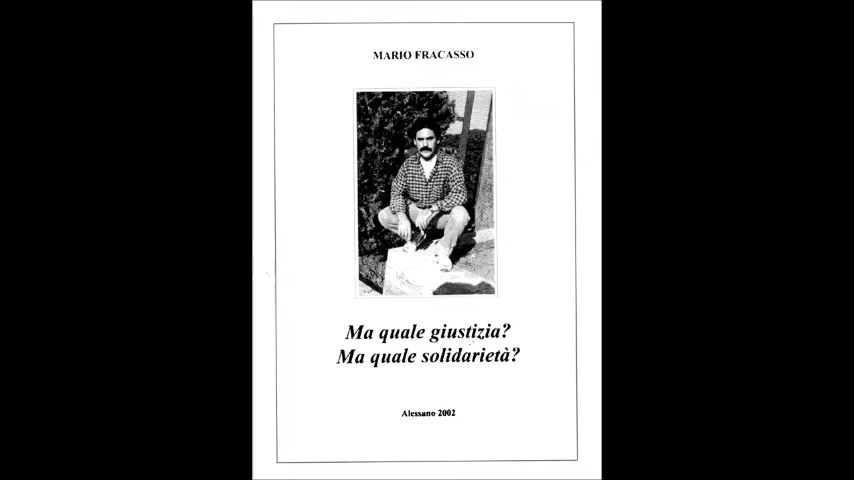 MARIO FRACASSO
Ma quale giustizia?
Ma quale solidarietà?
Alessano 2002